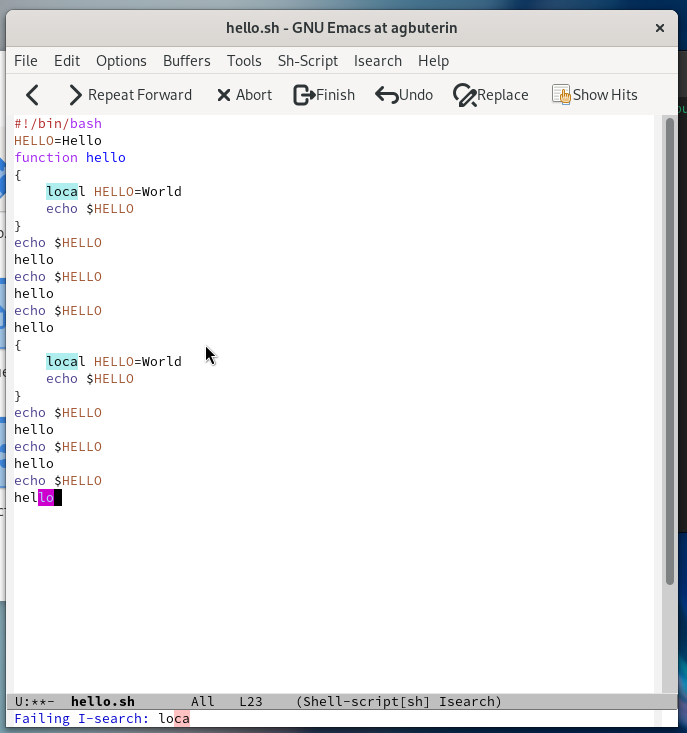 hello.sh - GNU Emacs at agbuterin ×
File Edit Options Buffers Tools Sh-Script Isearch Help
Repeat Forward Abort Finish Undo Replace Show Hits
#!/bin/bash
HELLO=Hello
function hello
{
    local HELLO=World
    echo $HELLO
}
echo $HELLO
hello
echo $HELLO
hello
echo $HELLO
hello
{
    local HELLO=World
    echo $HELLO
}
echo $HELLO
hello
echo $HELLO
hello
echo $HELLO
hello
U:**-  hello.sh       All   L23    (Shell-script[sh] Isearch)
Failing I-search: loca